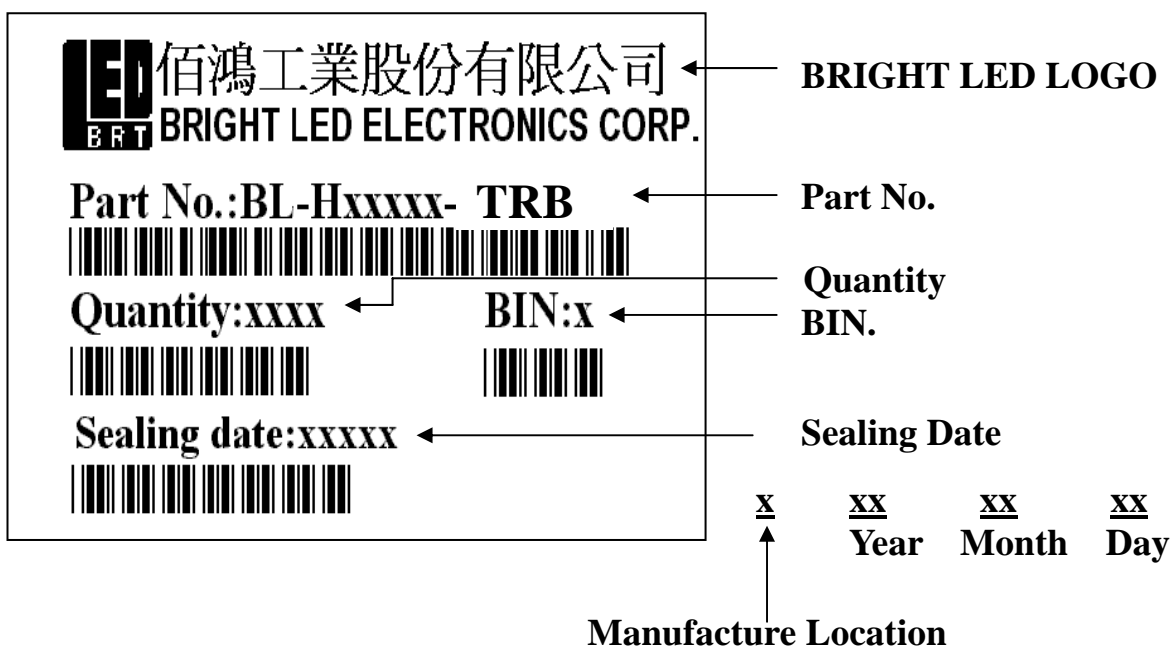 LED 佰鴻工業股份有限公司 BRIGHT LED LOGO
BRT BRIGHT LED ELECTRONICS CORP.
Part No.:BL-Hxxxxx- TRB Part No.
Quantity
Quantity:xxxx BIN:x BIN.
Sealing date:xxxxx Sealing Date
x xx xx xx
Year Month Day
Manufacture Location